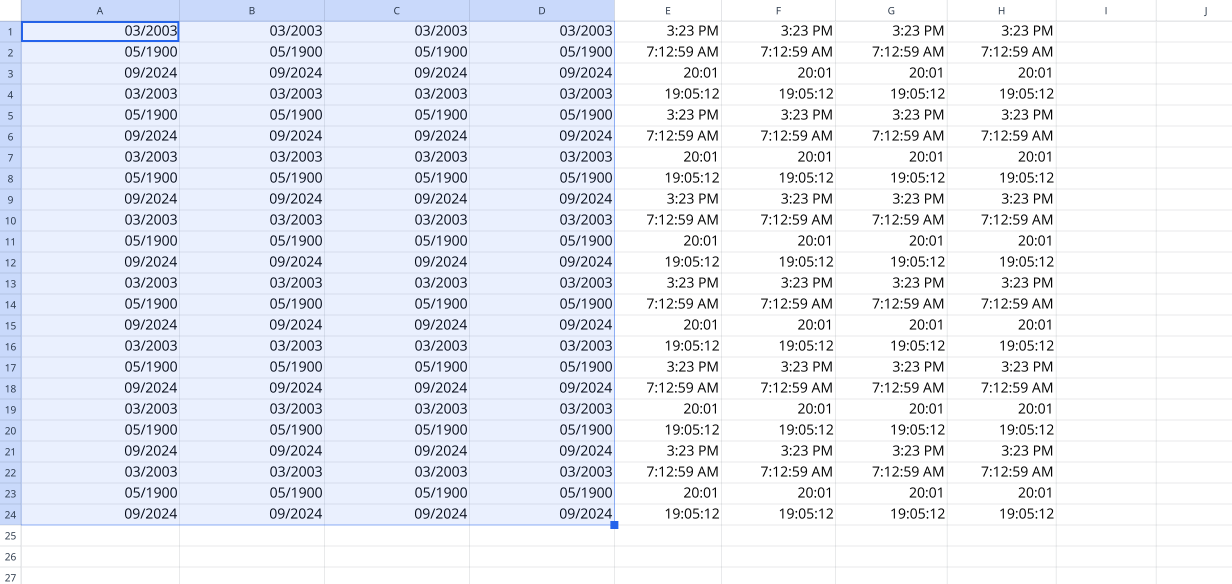 A B C D E F G H I J
1 03/2003 03/2003 03/2003 03/2003 3:23 PM 3:23 PM 3:23 PM 3:23 PM
2 05/1900 05/1900 05/1900 05/1900 7:12:59 AM 7:12:59 AM 7:12:59 AM 7:12:59 AM
3 09/2024 09/2024 09/2024 09/2024 20:01 20:01 20:01 20:01
4 03/2003 03/2003 03/2003 03/2003 19:05:12 19:05:12 19:05:12 19:05:12
5 05/1900 05/1900 05/1900 05/1900 3:23 PM 3:23 PM 3:23 PM 3:23 PM
6 09/2024 09/2024 09/2024 09/2024 7:12:59 AM 7:12:59 AM 7:12:59 AM 7:12:59 AM
7 03/2003 03/2003 03/2003 03/2003 20:01 20:01 20:01 20:01
8 05/1900 05/1900 05/1900 05/1900 19:05:12 19:05:12 19:05:12 19:05:12
9 09/2024 09/2024 09/2024 09/2024 3:23 PM 3:23 PM 3:23 PM 3:23 PM
10 03/2003 03/2003 03/2003 03/2003 7:12:59 AM 7:12:59 AM 7:12:59 AM 7:12:59 AM
11 05/1900 05/1900 05/1900 05/1900 20:01 20:01 20:01 20:01
12 09/2024 09/2024 09/2024 09/2024 19:05:12 19:05:12 19:05:12 19:05:12
13 03/2003 03/2003 03/2003 03/2003 3:23 PM 3:23 PM 3:23 PM 3:23 PM
14 05/1900 05/1900 05/1900 05/1900 7:12:59 AM 7:12:59 AM 7:12:59 AM 7:12:59 AM
15 09/2024 09/2024 09/2024 09/2024 20:01 20:01 20:01 20:01
16 03/2003 03/2003 03/2003 03/2003 19:05:12 19:05:12 19:05:12 19:05:12
17 05/1900 05/1900 05/1900 05/1900 3:23 PM 3:23 PM 3:23 PM 3:23 PM
18 09/2024 09/2024 09/2024 09/2024 7:12:59 AM 7:12:59 AM 7:12:59 AM 7:12:59 AM
19 03/2003 03/2003 03/2003 03/2003 20:01 20:01 20:01 20:01
20 05/1900 05/1900 05/1900 05/1900 19:05:12 19:05:12 19:05:12 19:05:12
21 09/2024 09/2024 09/2024 09/2024 3:23 PM 3:23 PM 3:23 PM 3:23 PM
22 03/2003 03/2003 03/2003 03/2003 7:12:59 AM 7:12:59 AM 7:12:59 AM 7:12:59 AM
23 05/1900 05/1900 05/1900 05/1900 20:01 20:01 20:01 20:01
24 09/2024 09/2024 09/2024 09/2024 19:05:12 19:05:12 19:05:12 19:05:12
25
26
27